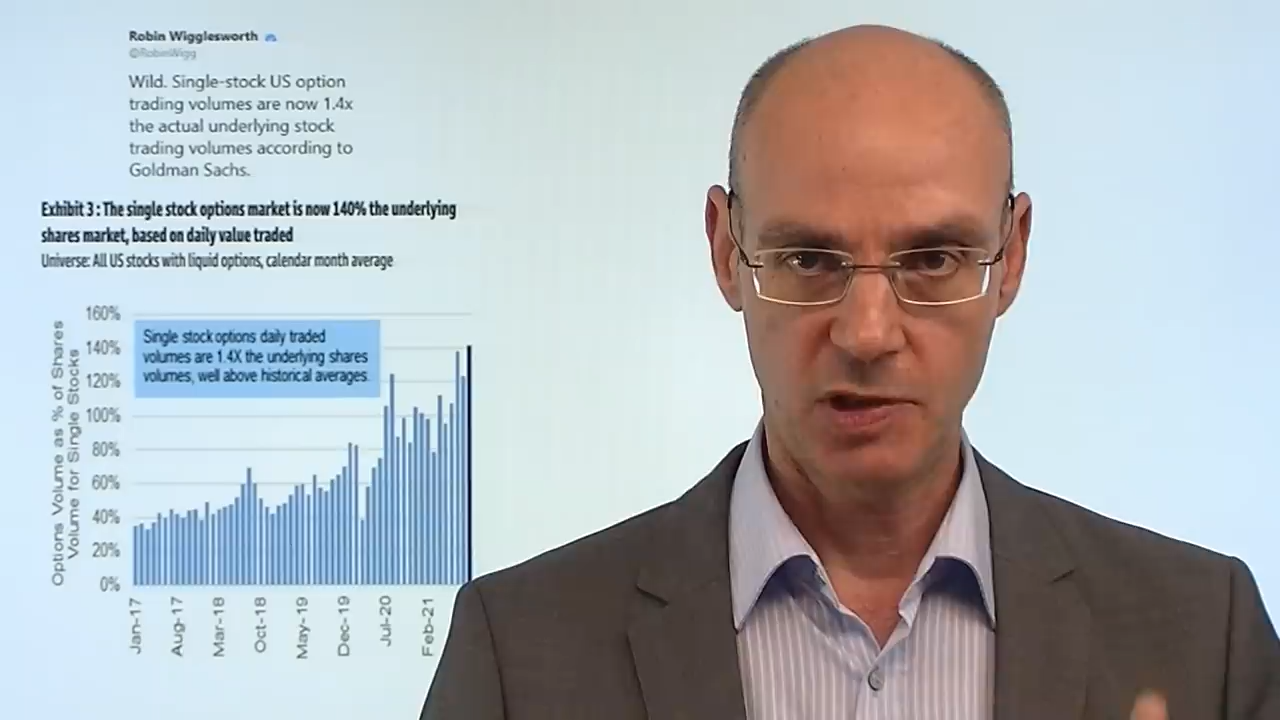 Robin Wigglesworth
@RobinWigg
Wild. Single-stock US option
trading volumes are now 1.4x
the actual underlying stock
trading volumes according to
Goldman Sachs.
Exhibit 3 : The single stock options market is now 140% the underlying
shares market, based on daily value traded
Universe: All US stocks with liquid options, calendar month average
Options Volume as % of Shares
Volume for Single Stocks
160%
140%
120%
100%
80%
60%
40%
20%
0%
Single stock options daily traded
volumes are 1.4X the underlying shares
volumes, well above historical averages.
Jan-17
Aug-17
Mar-18
Oct-18
May-19
Dec-19
Jul-20
Feb-21